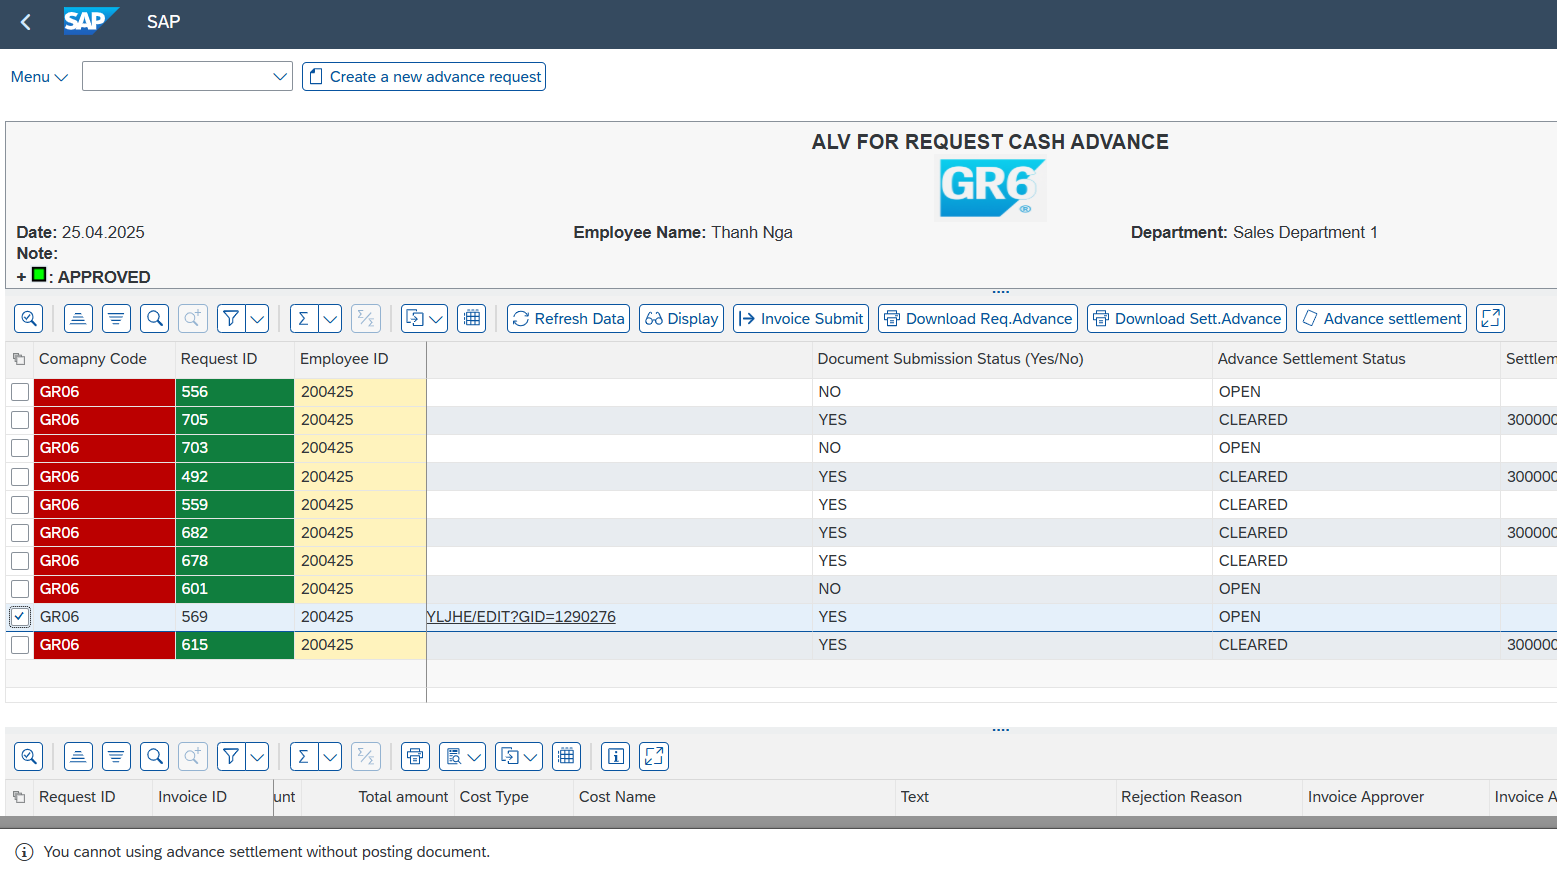 SAP SAP
Menu Create a new advance request
ALV FOR REQUEST CASH ADVANCE
GR6 ®
Date: 25.04.2025 Employee Name: Thanh Nga Department: Sales Department 1
Note:
+ : APPROVED
Refresh Data Display Invoice Submit Download Req.Advance Download Sett.Advance Advance settlement
Comapny Code Request ID Employee ID Document Submission Status (Yes/No) Advance Settlement Status Settlem
GR06 556 200425 NO OPEN
GR06 705 200425 YES CLEARED 300000
GR06 703 200425 NO OPEN
GR06 492 200425 YES CLEARED 300000
GR06 559 200425 YES CLEARED
GR06 682 200425 YES CLEARED 300000
GR06 678 200425 YES CLEARED
GR06 601 200425 NO OPEN
GR06 569 200425 YLJHE/EDIT?GID=1290276 YES OPEN
GR06 615 200425 YES CLEARED 300000
Request ID Invoice ID unt Total amount Cost Type Cost Name Text Rejection Reason Invoice Approver Invoice A
You cannot using advance settlement without posting document.